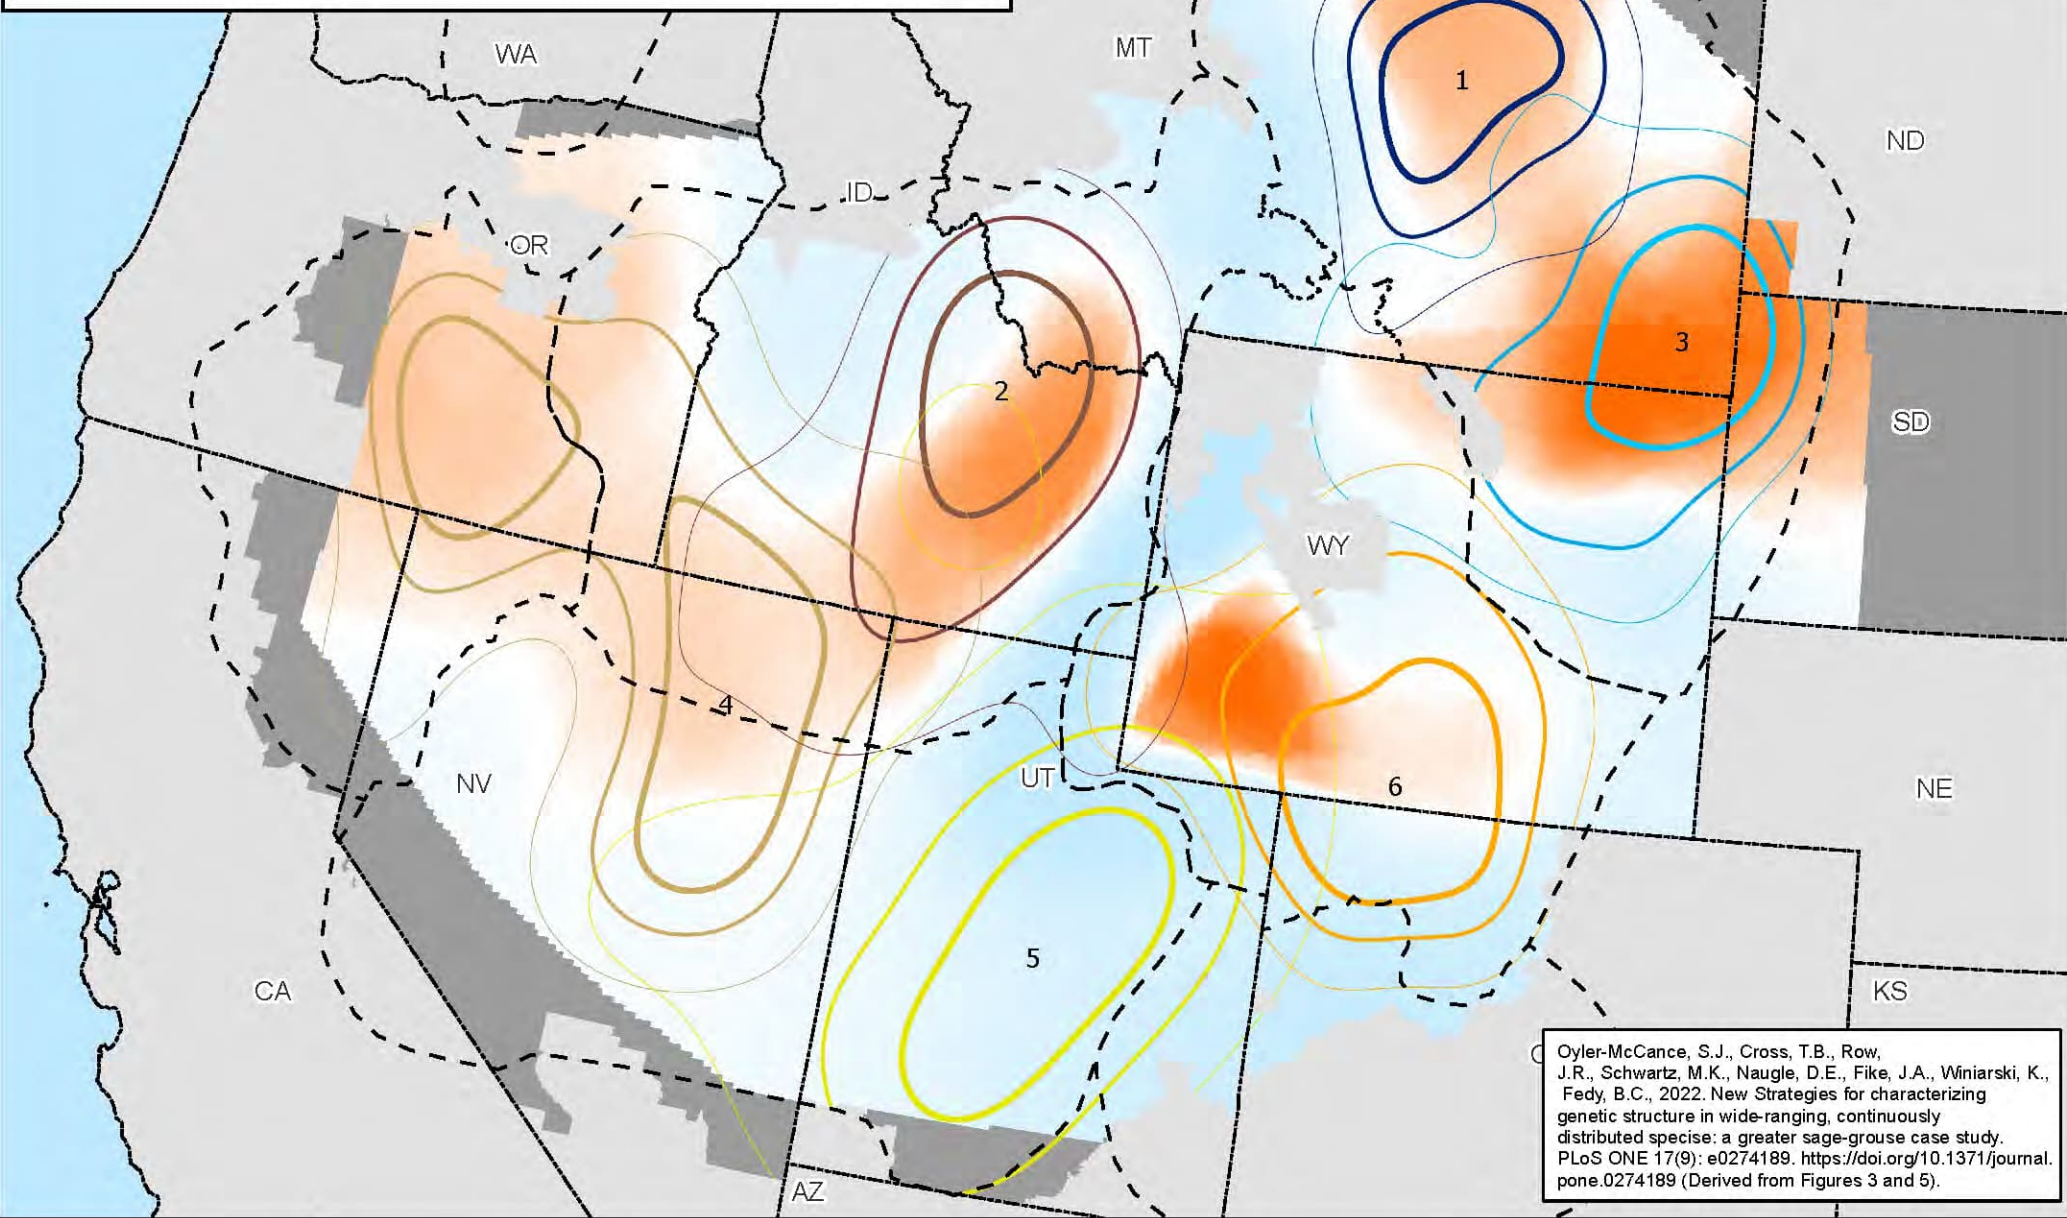 WA
MT
1
ND
ID
OR
3
2
SD
WY
4
NV
UT
6
NE
5
CA
KS
C
Oyler-McCance, S.J., Cross, T.B., Row,
J.R., Schwartz, M.K., Naugle, D.E., Fike, J.A., Winiarski, K.,
Fedy, B.C., 2022. New Strategies for characterizing
genetic structure in wide-ranging, continuously
distributed specise: a greater sage-grouse case study.
PLoS ONE 17(9): e0274189. https://doi.org/10.1371/journal.
pone.0274189 (Derived from Figures 3 and 5).
AZ